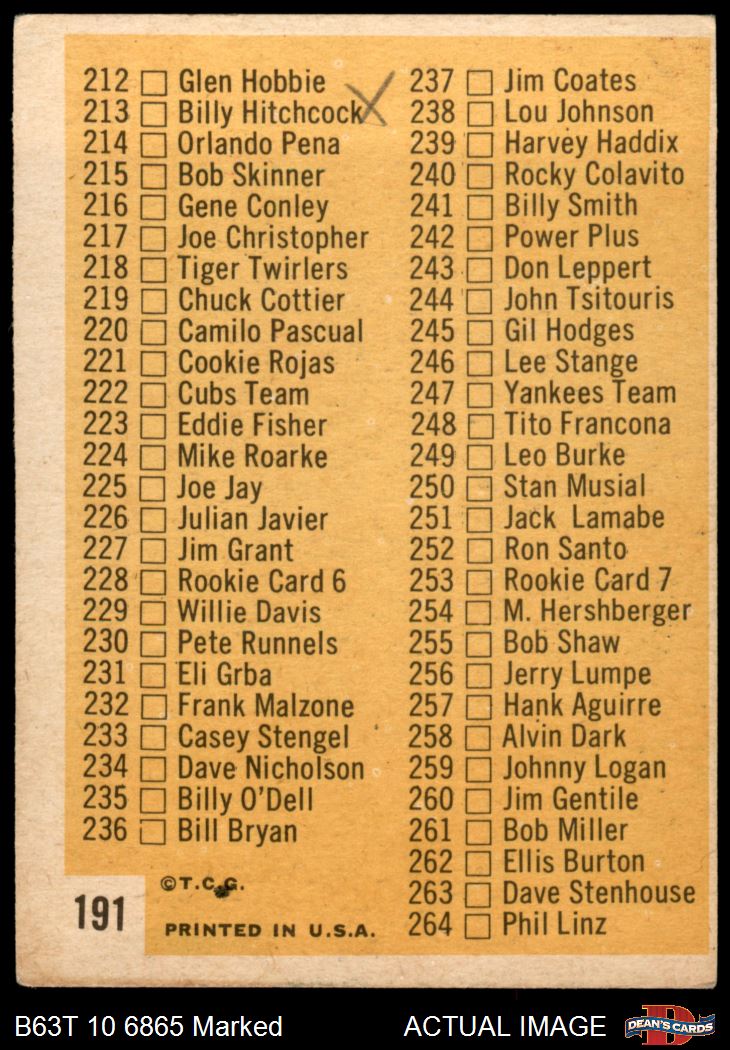 212 Glen Hobbie
213 Billy Hitchcock
214 Orlando Pena
215 Bob Skinner
216 Gene Conley
217 Joe Christopher
218 Tiger Twirlers
219 Chuck Cottier
220 Camilo Pascual
221 Cookie Rojas
222 Cubs Team
223 Eddie Fisher
224 Mike Roarke
225 Joe Jay
226 Julian Javier
227 Jim Grant
228 Rookie Card 6
229 Willie Davis
230 Pete Runnels
231 Eli Grba
232 Frank Malzone
233 Casey Stengel
234 Dave Nicholson
235 Billy O'Dell
236 Bill Bryan
©T.C.G.
191
PRINTED IN U.S.A.
237 Jim Coates
238 Lou Johnson
239 Harvey Haddix
240 Rocky Colavito
241 Billy Smith
242 Power Plus
243 Don Leppert
244 John Tsitouris
245 Gil Hodges
246 Lee Stange
247 Yankees Team
248 Tito Francona
249 Leo Burke
250 Stan Musial
251 Jack Lamabe
252 Ron Santo
253 Rookie Card 7
254 M. Hershberger
255 Bob Shaw
256 Jerry Lumpe
257 Hank Aguirre
258 Alvin Dark
259 Johnny Logan
260 Jim Gentile
261 Bob Miller
262 Ellis Burton
263 Dave Stenhouse
264 Phil Linz
B63T 10 6865 Marked
ACTUAL IMAGE
DEAN'S CARDS